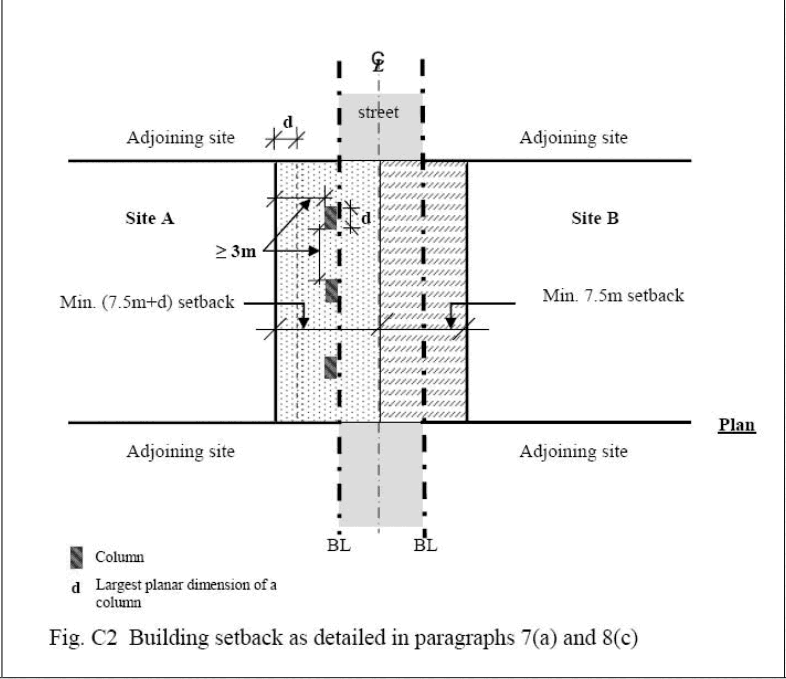 ℄
street
d
Adjoining site
Adjoining site
Site A
d
Site B
≥ 3m
Min. (7.5m+d) setback
Min. 7.5m setback
Plan
Adjoining site
Adjoining site
BL
BL
Column
d Largest planar dimension of a
column
Fig. C2 Building setback as detailed in paragraphs 7(a) and 8(c)